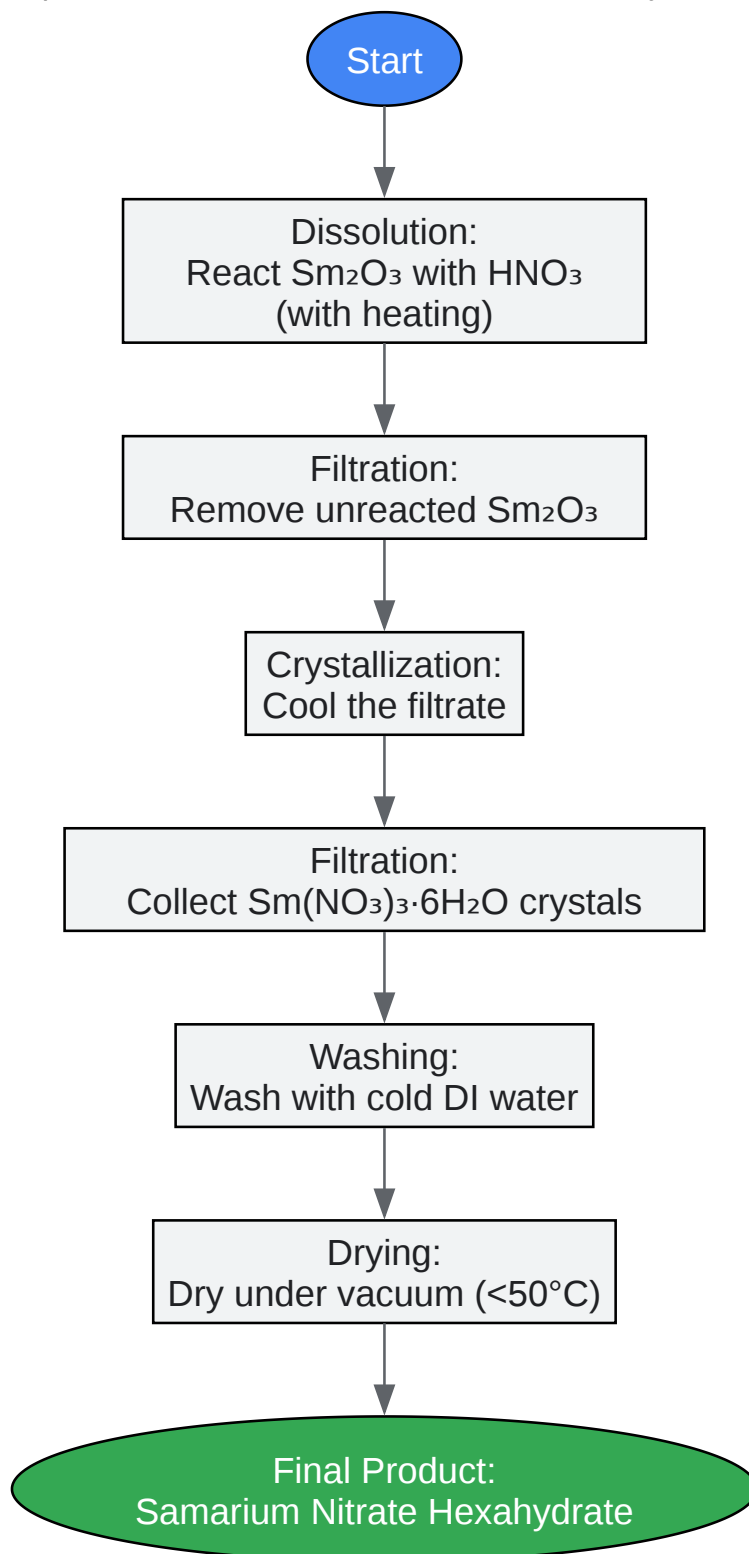 Start
Dissolution:
React Sm₂O₃ with HNO₃
(with heating)
Filtration:
Remove unreacted Sm₂O₃
Crystallization:
Cool the filtrate
Filtration:
Collect Sm(NO₃)₃·6H₂O crystals
Washing:
Wash with cold DI water
Drying:
Dry under vacuum (<50°C)
Final Product:
Samarium Nitrate Hexahydrate